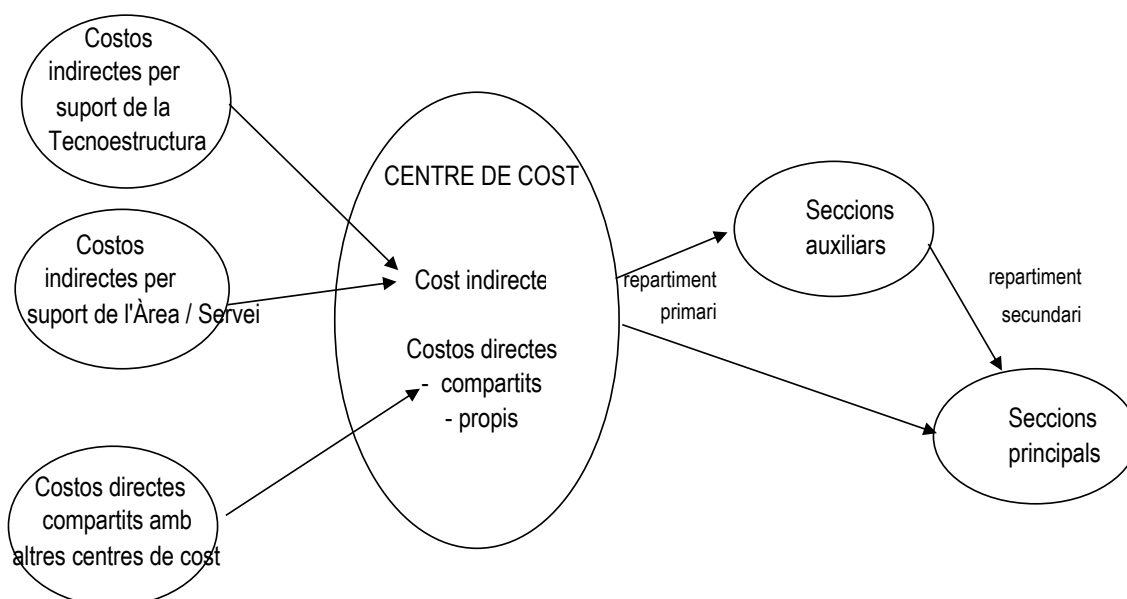 Costos
indirectes per
suport de la
Tecnoestructura
Costos
indirectes per
suport de l'Àrea / Servei
Costos directes
compartits amb
altres centres de cost
CENTRE DE COST
Cost indirecte
Costos directes
- compartits
- propis
repartiment
primari
Seccions
auxiliars
repartiment
secundari
Seccions
principals